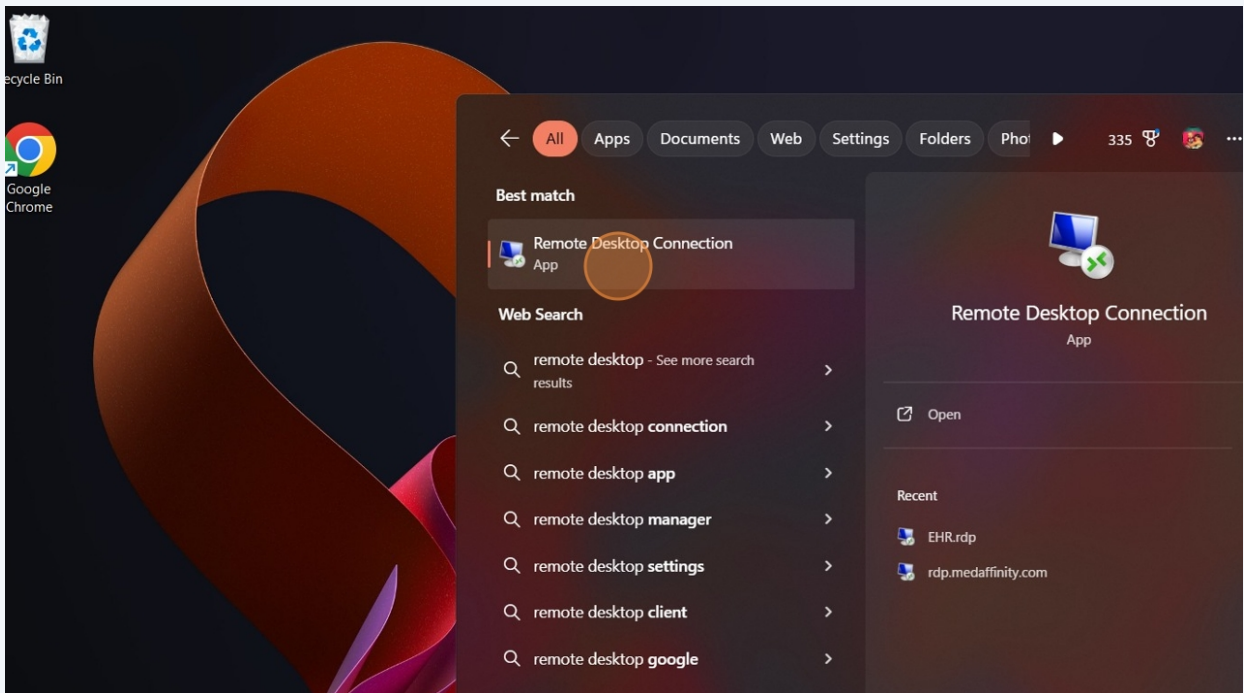 ecycle Bin
Google
Chrome
All Apps Documents Web Settings Folders Phot 335
Best match
Remote Desktop Connection
App
Web Search
remote desktop - See more search
results
remote desktop connection
remote desktop app
remote desktop manager
remote desktop settings
remote desktop client
remote desktop google
Remote Desktop Connection
App
Open
Recent
EHR.rdp
rdp.medaffinity.com